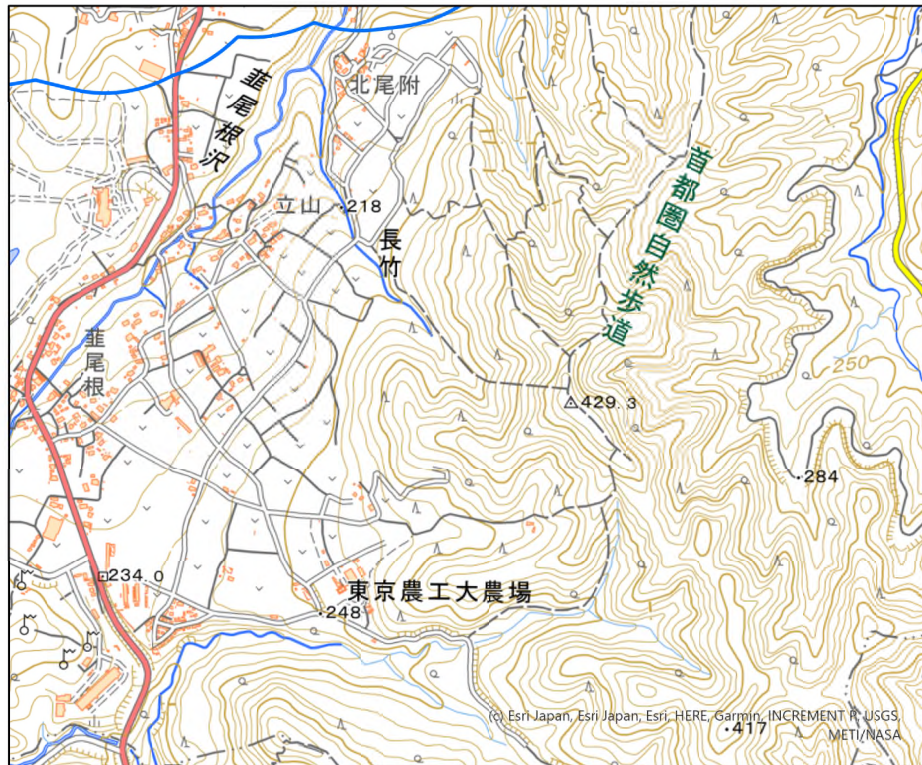 200
韮尾根沢
北尾附
首都圏自然歩道
立山
218
長竹
韮尾根
250
429.3
284
234.0
東京農工大農場
248
(c) Esri Japan, Esri Japan, Esri, HERE, Garmin, INCREMENT P, USGS,
METI/NASA
417